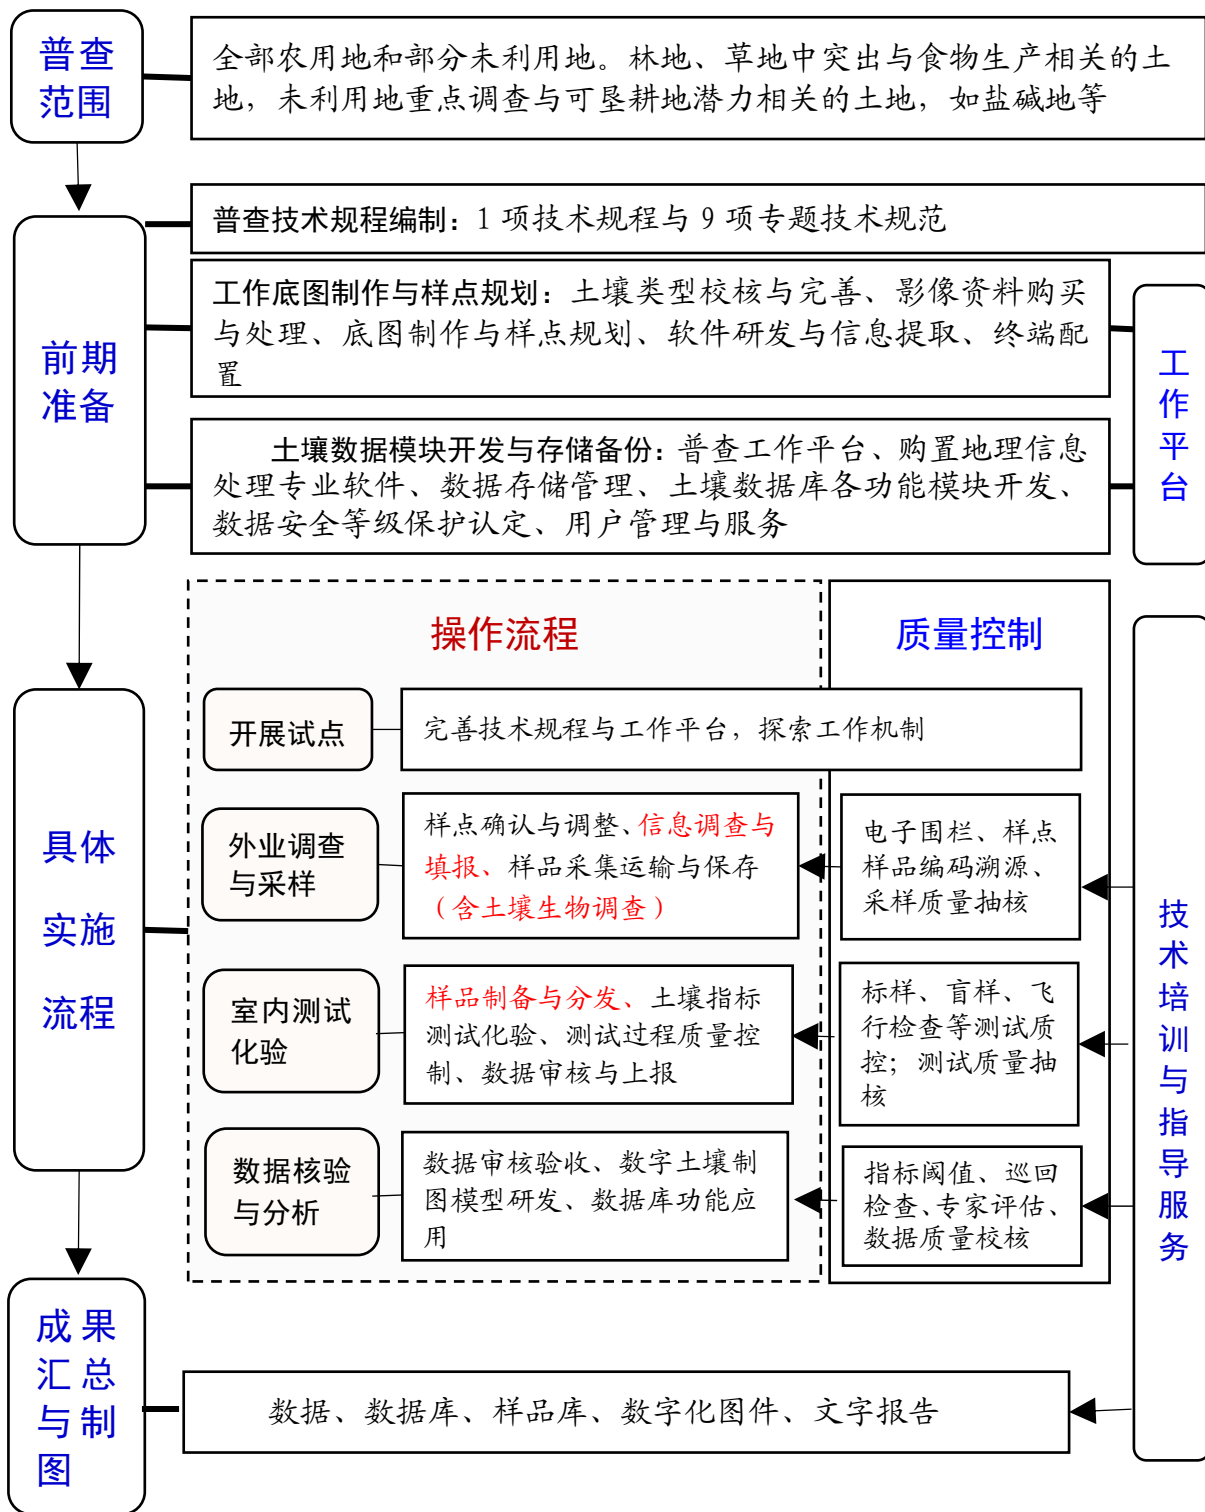 普查
范围
全部农用地和部分未利用地。林地、草地中突出与食物生产相关的土
地，未利用地重点调查与可垦耕地潜力相关的土地，如盐碱地等
前期
准备
普查技术规程编制：1 项技术规程与 9 项专题技术规范
工作底图制作与样点规划：土壤类型校核与完善、影像资料购买
与处理、底图制作与样点规划、软件研发与信息提取、终端配
置
土壤数据模块开发与存储备份：普查工作平台、购置地理信息
处理专业软件、数据存储管理、土壤数据库各功能模块开发、
数据安全等级保护认定、用户管理与服务
工
作
平
台
具体
实施
流程
操作流程
质量控制
开展试点
完善技术规程与工作平台，探索工作机制
外业调查
与采样
样点确认与调整、信息调查与
填报、样品采集运输与保存
（含土壤生物调查）
电子围栏、样点
样品编码溯源、
采样质量抽核
室内测试
化验
样品制备与分发、土壤指标
测试化验、测试过程质量控
制、数据审核与上报
标样、盲样、飞
行检查等测试质
控；测试质量抽
核
数据核验
与分析
数据审核验收、数字土壤制
图模型研发、数据库功能应
用
指标阈值、巡回
检查、专家评估、
数据质量校核
技
术
培
训
与
指
导
服
务
成果
汇总
与制
图
数据、数据库、样品库、数字化图件、文字报告